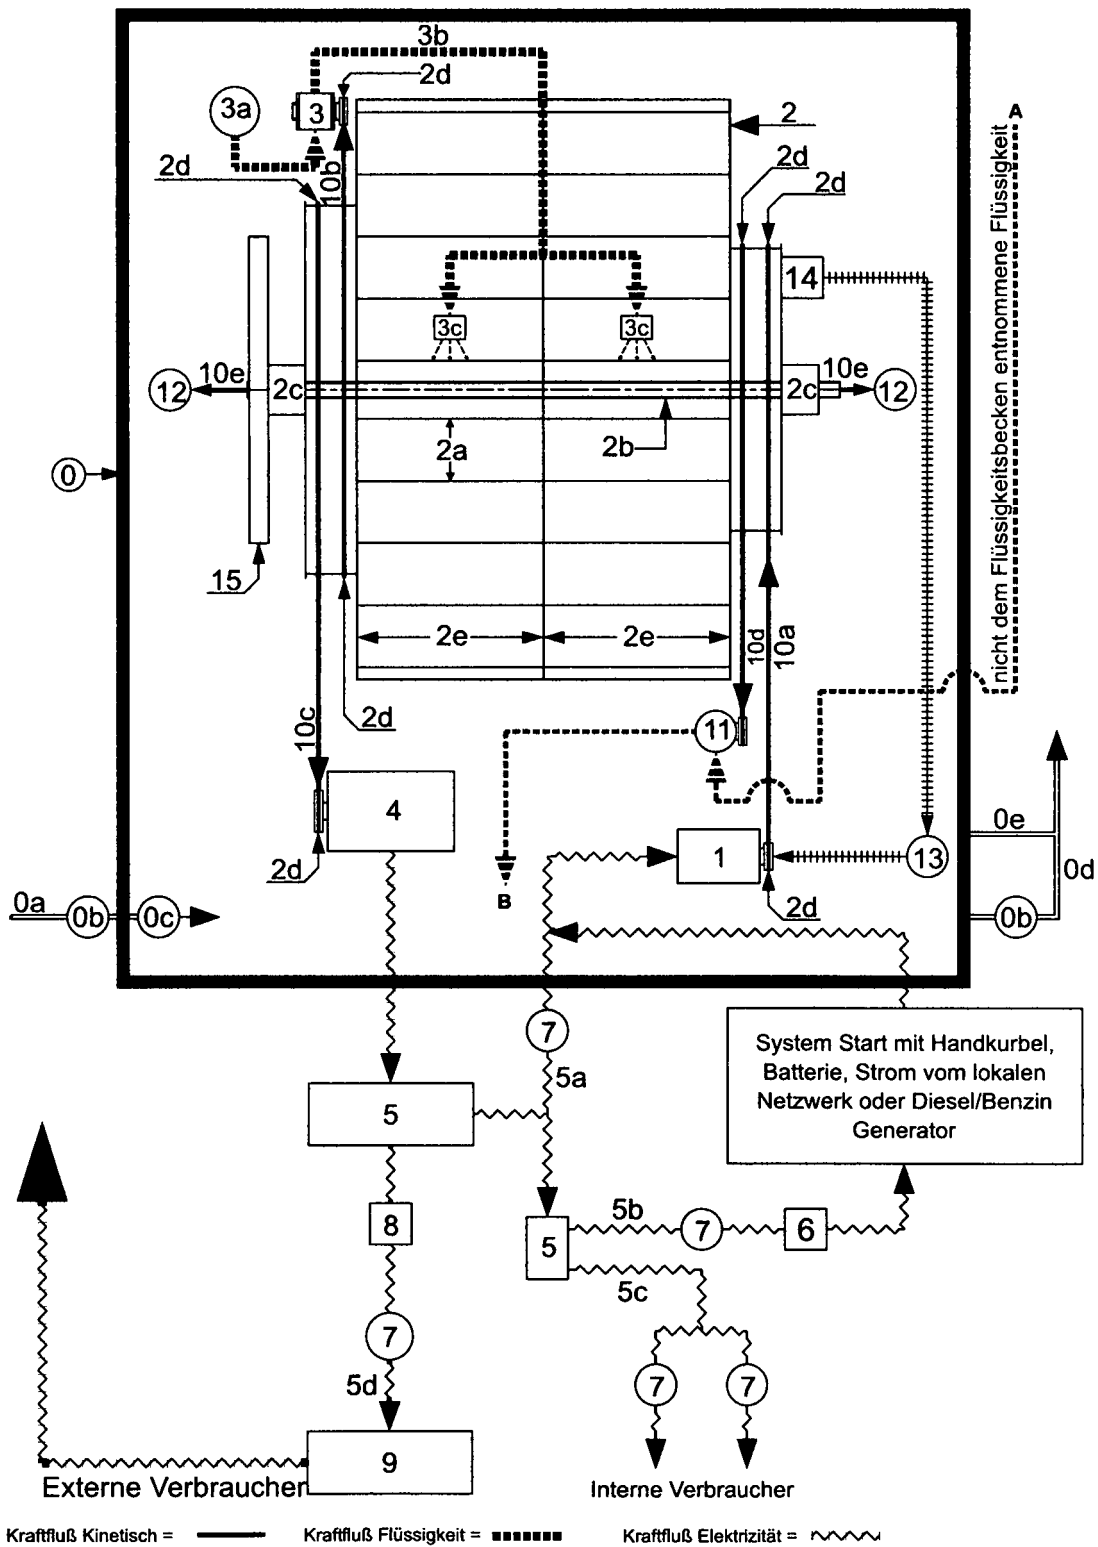 3b
2d
3a
3
2
A
2d
10b
2d
2d
nicht dem Flüssigkeitsbecken entnommene Flüssigkeit
14
3c
3c
12
10e
2c
2c
10e
12
2a
2b
0
15
2e
2e
10d
10a
10c
2d
11
4
0e
1
13
0d
2d
2d
0a
0b
0c
B
0b
7
System Start mit Handkurbel,
Batterie, Strom vom lokalen
Netzwerk oder Diesel/Benzin
Generator
5a
5
8
5b
7
6
5
5c
7
5d
7
7
9
Externe Verbraucher
Interne Verbraucher
Kraftfluß Kinetisch =
Kraftfluß Flüssigkeit =
Kraftfluß Elektrizität =